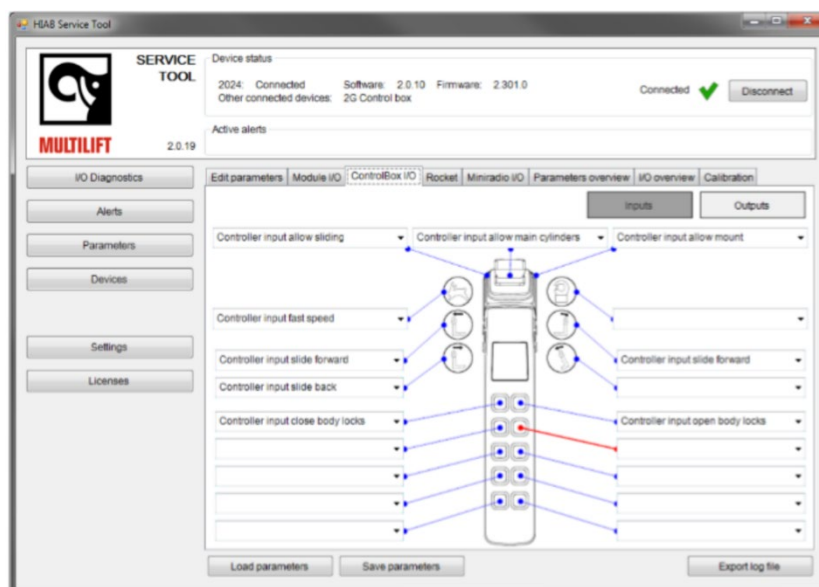 HIAB Service Tool
SERVICE
TOOL
MULTILIFT
2.0.19
Device status
2024: Connected Software: 2.0.10 Firmware: 2.301.0
Other connected devices: 2G Control box
Connected
Disconnect
Active alerts
I/O Diagnostics
Alerts
Parameters
Devices
Settings
Licenses
Edit parameters Module I/O ControlBox I/O Rocket Miniradio I/O Parameters overview I/O overview Calibration
Inputs Outputs
Controller input allow sliding Controller input allow main cylinders Controller input allow mount
Controller input fast speed
Controller input slide forward Controller input slide forward
Controller input slide back
Controller input close body locks Controller input open body locks
Load parameters Save parameters Export log file